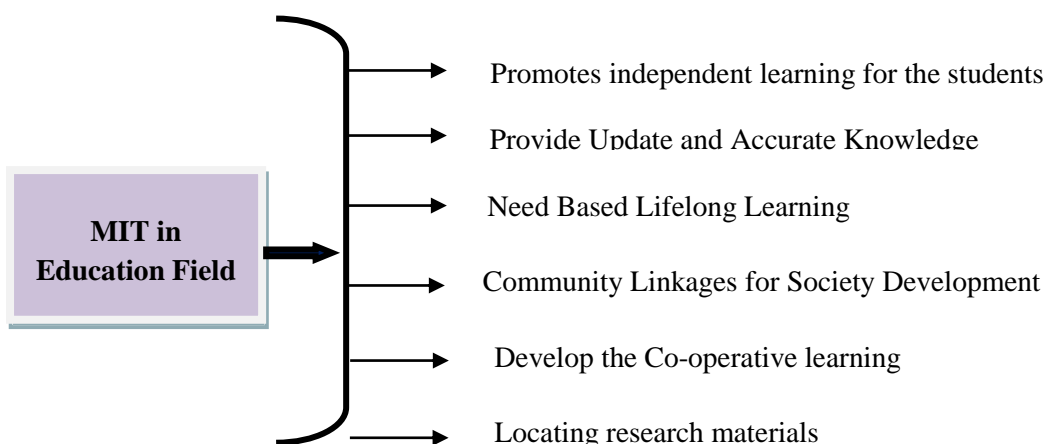 Promotes independent learning for the students
Provide Update and Accurate Knowledge
Need Based Lifelong Learning
MIT in
Education Field
Community Linkages for Society Development
Develop the Co-operative learning
Locating research materials